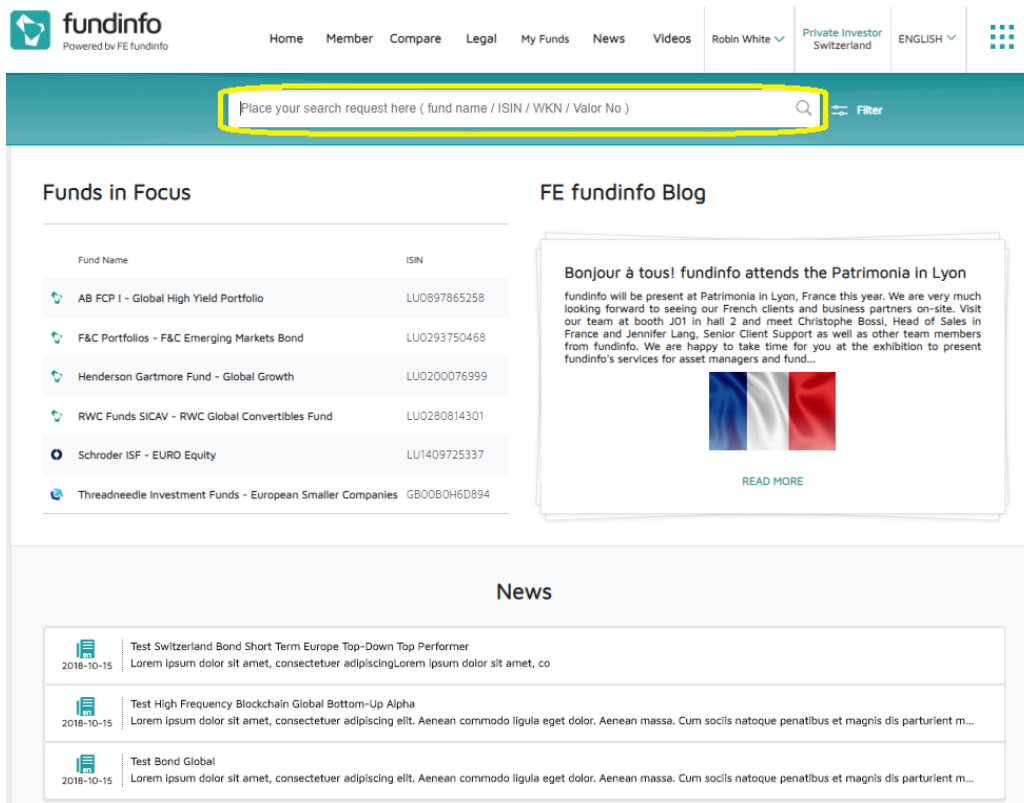 fundinfo
Powered by FE fundinfo
Home Member Compare Legal My Funds News Videos Robin White Private Investor Switzerland ENGLISH
Place your search request here ( fund name / ISIN / WKN / Valor No )
Filter
Funds in Focus
Fund Name ISIN
AB FCP I - Global High Yield Portfolio LU0897865258
F&C Portfolios - F&C Emerging Markets Bond LU0293750468
Henderson Gartmore Fund - Global Growth LU0200076999
RWC Funds SICAV - RWC Global Convertibles Fund LU0280814301
Schroder ISF - EURO Equity LU1409725337
Threadneedle Investment Funds - European Smaller Companies GB00B0H6D894
FE fundinfo Blog
Bonjour à tous! fundinfo attends the Patrimonia in Lyon
fundinfo will be present at Patrimonia in Lyon, France this year. We are very much
looking forward to seeing our French clients and business partners on-site. Visit
our team at booth J01 in hall 2 and meet Christophe Bossi, Head of Sales in
France and Jennifer Lang, Senior Client Support as well as other team members
from fundinfo. We are happy to take time for you at the exhibition to present
fundinfo's services for asset managers and fund...
READ MORE
News
en
2018-10-15
Test Switzerland Bond Short Term Europe Top-Down Top Performer
Lorem ipsum dolor sit amet, consectetuer adipiscingLorem ipsum dolor sit amet, co
en
2018-10-15
Test High Frequency Blockchain Global Bottom-Up Alpha
Lorem ipsum dolor sit amet, consectetuer adipiscing elit. Aenean commodo ligula eget dolor. Aenean massa. Cum sociis natoque penatibus et magnis dis parturient m...
en
2018-10-15
Test Bond Global
Lorem ipsum dolor sit amet, consectetuer adipiscing elit. Aenean commodo ligula eget dolor. Aenean massa. Cum sociis natoque penatibus et magnis dis parturient m...